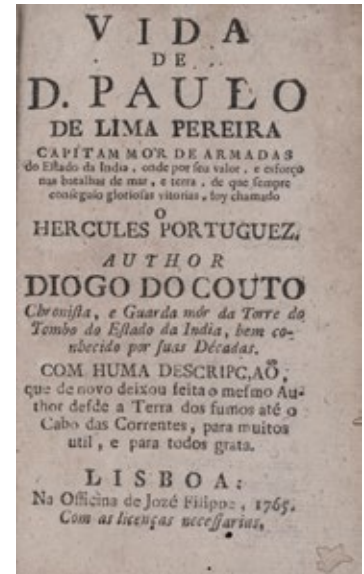 VIDA
DE
D. PAULO
DE LIMA PEREIRA
CAPITAM MÓR DE ARMADAS
do Estado da India, onde por seu valor, e esforço
nas batalhas de mar, e terra, de que sempre
conseguio gloriosas vitorias, foy chamado
O
HERCULES PORTUGUEZ.
AUTHOR
DIOGO DO COUTO
Chronista, e Guarda mór da Torre do
Tombo do Estado da India, bem co-
nhecido por suas Décadas.
COM HUMA DESCRIPC,AÕ,
que de novo deixou feita o mesmo Au-
thor desde a Terra dos fumos até o
Cabo das Correntes, para muitos
util, e para todos grata.
LISBOA:
Na Officina de Jozé Filippe, 1765.
Com as licenças necessarias.